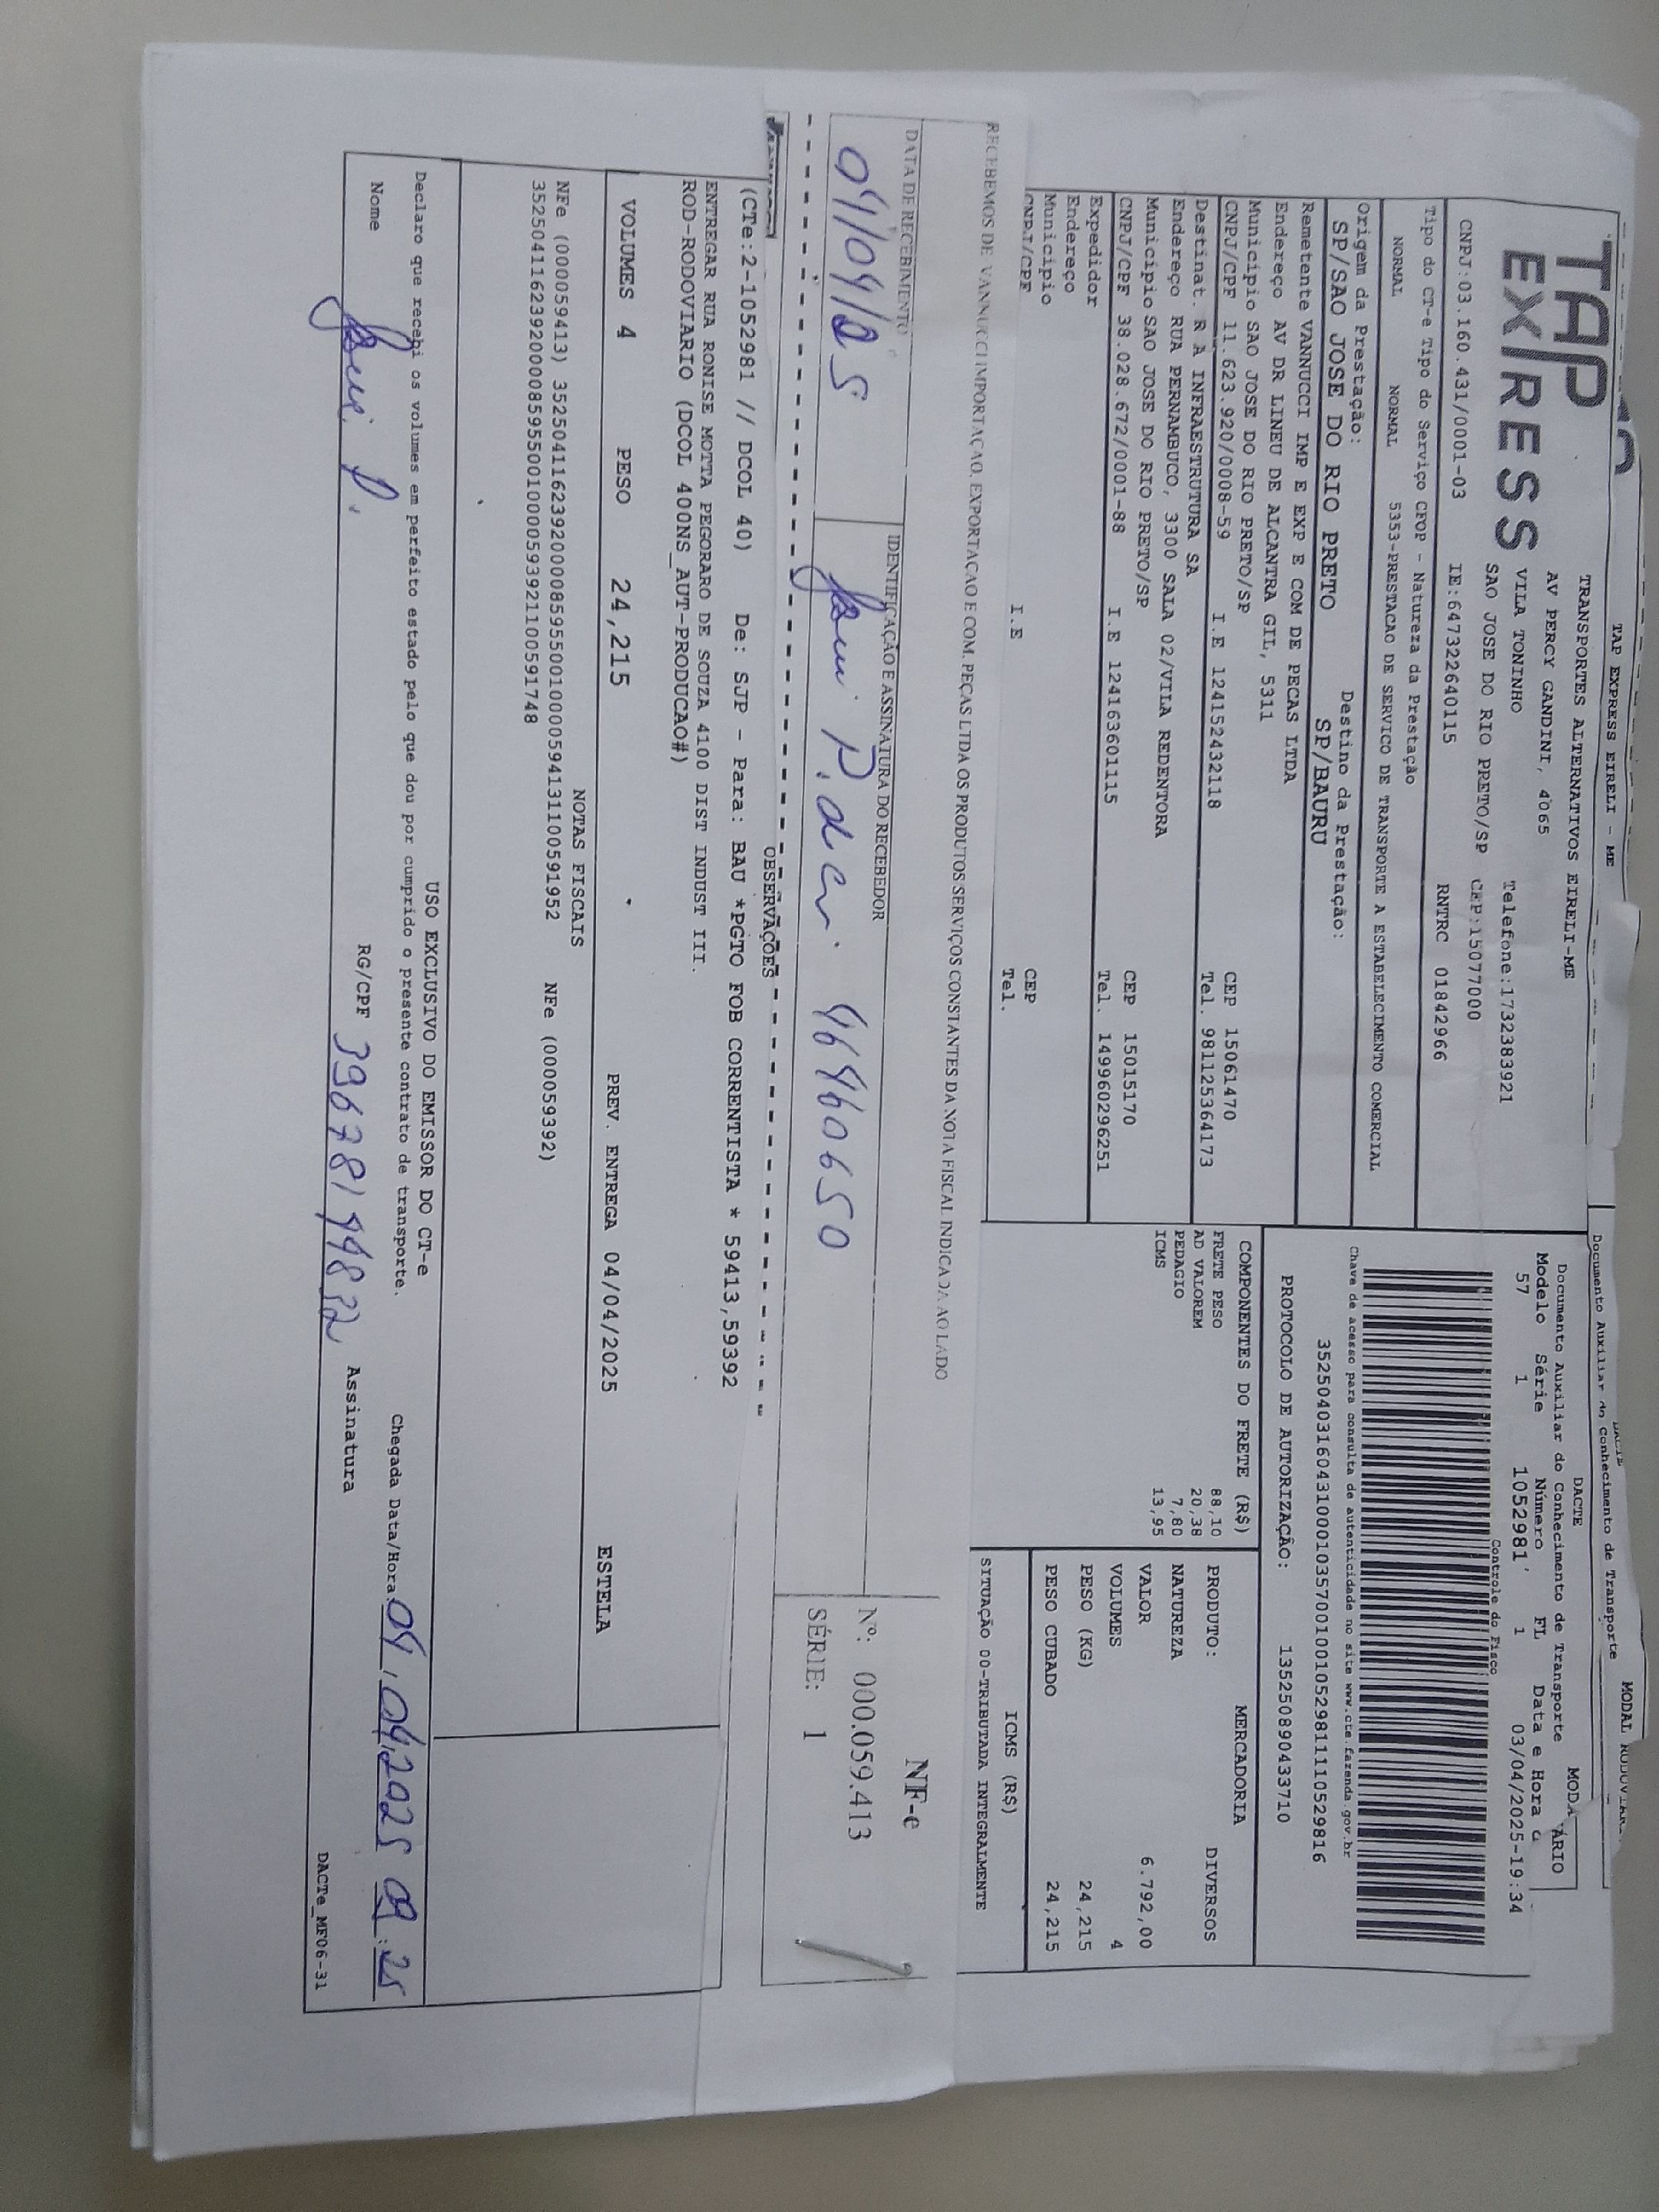 TAP EXPRESS EIRELI - ME
TAP
EXPRESS
TRANSPORTES ALTERNATIVOS EIRELI-ME
AV PERCY GANDINI, 4065
VILA TONINHO Telefone:1732383921
SAO JOSE DO RIO PRETO/SP CEP:15077000
CNPJ:03.160.431/0001-03 IE:647322640115 RNTRC 01842966
Tipo do CT-e Tipo do Serviço CFOP - Natureza da Prestação
NORMAL NORMAL 5353-PRESTACAO DE SERVICO DE TRANSPORTE A ESTABELECIMENTO COMERCIAL
Origem da Prestação: Destino da Prestação:
SP/SAO JOSE DO RIO PRETO SP/BAURU
Remetente VANNUCCI IMP E EXP E COM DE PECAS LTDA
Endereço AV DR LINEU DE ALCANTRA GIL, 5311
Município SAO JOSE DO RIO PRETO/SP CEP 15061470
CNPJ/CPF 11.623.920/0008-59 I.E 124152432118 Tel. 981125364173
Destinat. R A INFRAESTRUTURA SA
Endereço RUA PERNAMBUCO, 3300 SALA 02/VILA REDENTORA
Município SAO JOSE DO RIO PRETO/SP CEP 15015170
CNPJ/CPF 38.028.672/0001-88 I.E 124163601115 Tel. 149960296251
Expedidor
Endereço
Município CEP
CNPJ/CPF I.E Tel.
MODAL
Documento Auxiliar do Conhecimento de Transporte
DACTE
Documento Auxiliar do Conhecimento de Transporte
Modelo Série Número FL Data e Hora
57 1 1052981 1 03/04/2025-19:34
Controle do Fisco
Chave de acesso para consulta de autenticidade no site www.cte.fazenda.gov.br
35250403160431000103570010010529811110529816
PROTOCOLO DE AUTORIZAÇÃO: 135250890433710
COMPONENTES DO FRETE (R$)
FRETE PESO 88,10
AD VALOREM 20,38
PEDAGIO 7,80
ICMS 13,95
MERCADORIA
PRODUTO: DIVERSOS
NATUREZA
VALOR 6.792,00
VOLUMES 4
PESO (KG) 24,215
PESO CUBADO 24,215
ICMS (R$)
SITUAÇÃO 00-TRIBUTADA INTEGRALMENTE
RECEBEMOS DE VANNUCCI IMPORTAÇAO, EXPORTACAO E COM. PEÇAS LTDA OS PRODUTOS/SERVIÇOS CONSTANTES DA NOTA FISCAL INDICADA AO LADO
DATA DE RECEBIMENTO IDENTIFICAÇÃO E ASSINATURA DO RECEBEDOR
04/04/25 46460650
NF-e
Nº: 000.059.413
SÉRIE: 1
OBSERVAÇOES
(CTe:2-1052981 // DCOL 40) De: SJP - Para: BAU *PGTO FOB CORRENTISTA * 59413,59392
ENTREGAR RUA RONISE MOTTA PEGORARO DE SOUZA 4100 DIST INDUST III.
ROD-RODOVIARIO (DCOL 400NS_AUT-PRODUCAO#)
VOLUMES 4 PESO 24,215 PREV. ENTREGA 04/04/2025 ESTELA
NOTAS FISCAIS
NFe (000059413) 35250411623920000859550010000594131100591952 NFe (000059392)
35250411623920000859550010000593921100591748
USO EXCLUSIVO DO EMISSOR DO CT-e
Declaro que recebi os volumes em perfeito estado pelo que dou por cumprido o presente contrato de transporte. Chegada Data/Hora 04,04,2025 09:25
Nome RG/CPF Assinatura
DACTe_MF06-31